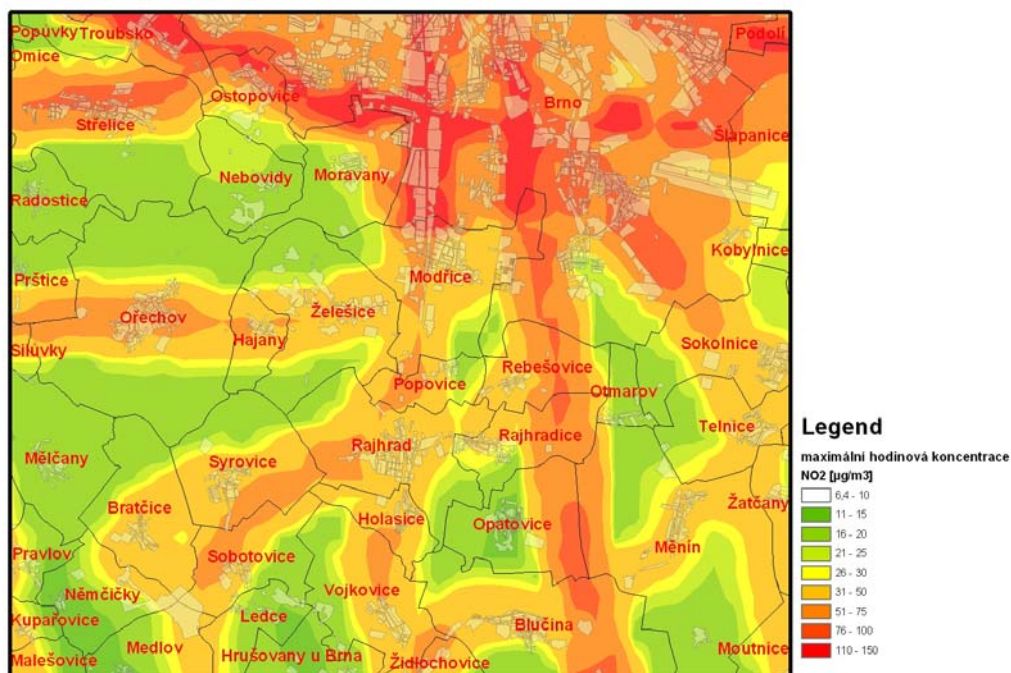 Popůvky Troubsko
Podolí
Omice
Ostopovice
Brno
Střelice
Šlapanice
Nebovidy
Moravany
Radostice
Kobylnice
Modřice
Prštice
Ořechov
Želešice
Hajany
Silůvky
Sokolnice
Rebešovice
Popovice
Otmarov
Telnice
Rajhrad
Rajhradice
Mělčany
Syrovice
Bratčice
Žatčany
Holasice
Opatovice
Měnín
Pravlov
Sobotovice
Němčičky
Vojkovice
Kupařovice
Ledce
Blučina
Malešovice
Medlov
Hrušovany u Brna
Židlochovice
Moutnice
Legend
maximální hodinová koncentrace
NO2 [µg/m3]
6,4 - 10
11 - 15
16 - 20
21 - 25
26 - 30
31 - 50
51 - 75
76 - 100
110 - 150